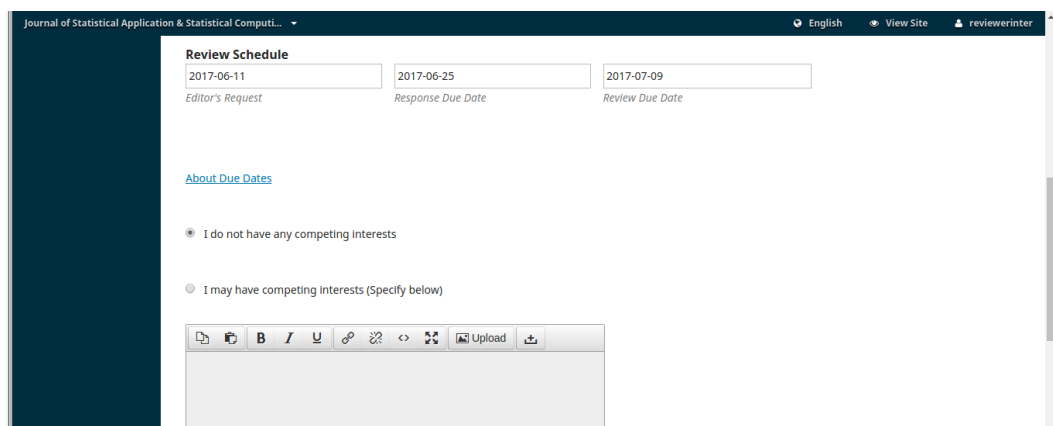 Journal of Statistical Application & Statistical Computi... English View Site reviewerinter
Review Schedule
2017-06-11 2017-06-25 2017-07-09
Editor's Request Response Due Date Review Due Date
About Due Dates
I do not have any competing interests
I may have competing interests (Specify below)
B I U Upload